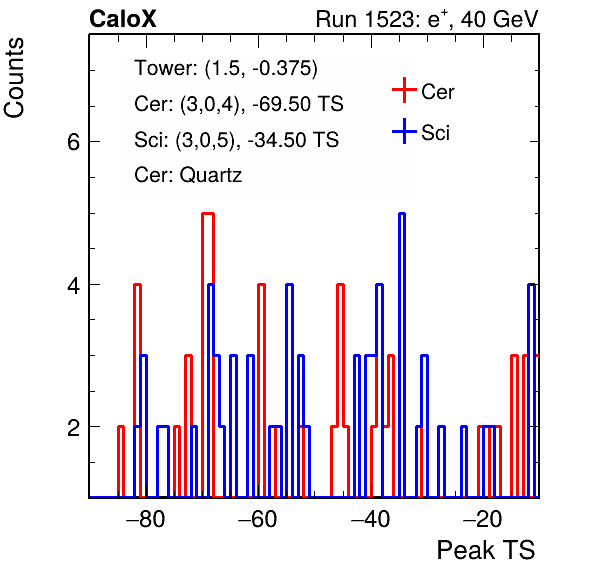 CaloX Run 1523: e⁺, 40 GeV
Counts
Tower: (1.5, -0.375)
Cer: (3,0,4), -69.50 TS
Sci: (3,0,5), -34.50 TS
Cer: Quartz
Cer
Sci
6
4
2
−80 −60 −40 −20
Peak TS